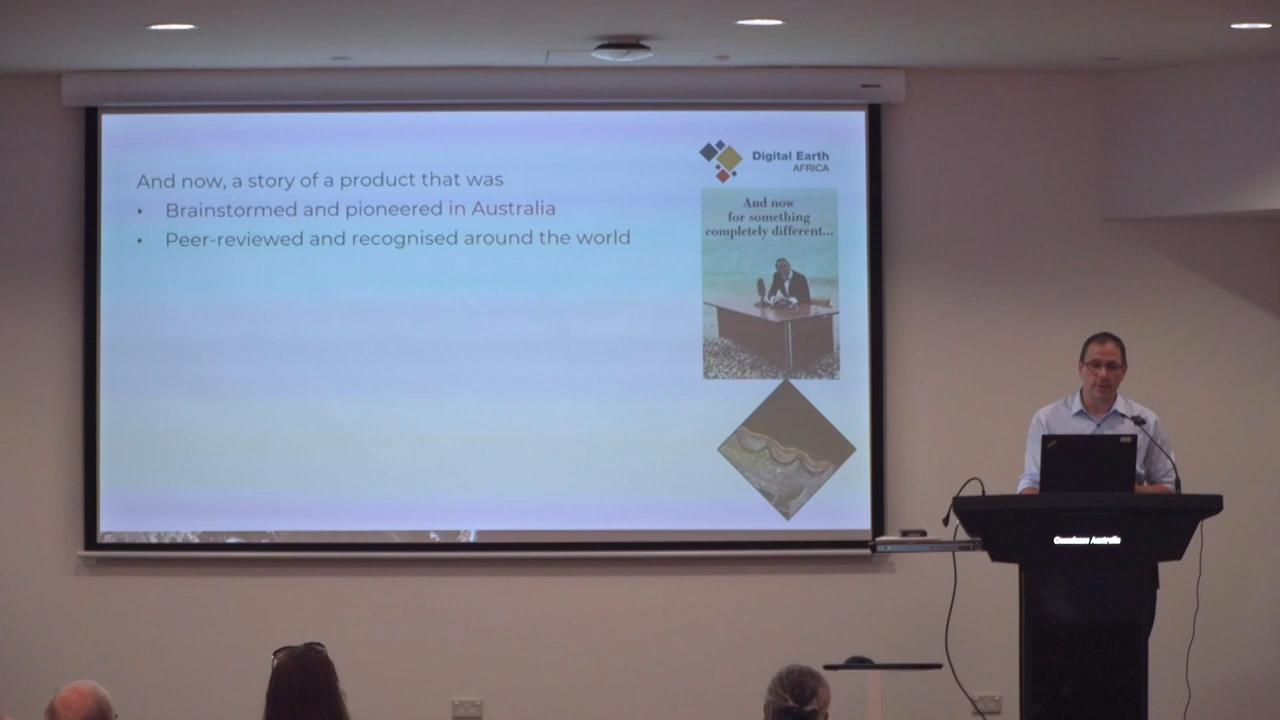 And now, a story of a product that was
• Brainstormed and pioneered in Australia
• Peer-reviewed and recognised around the world
Digital Earth
AFRICA
And now
for something
completely different...
Geoscience Australia